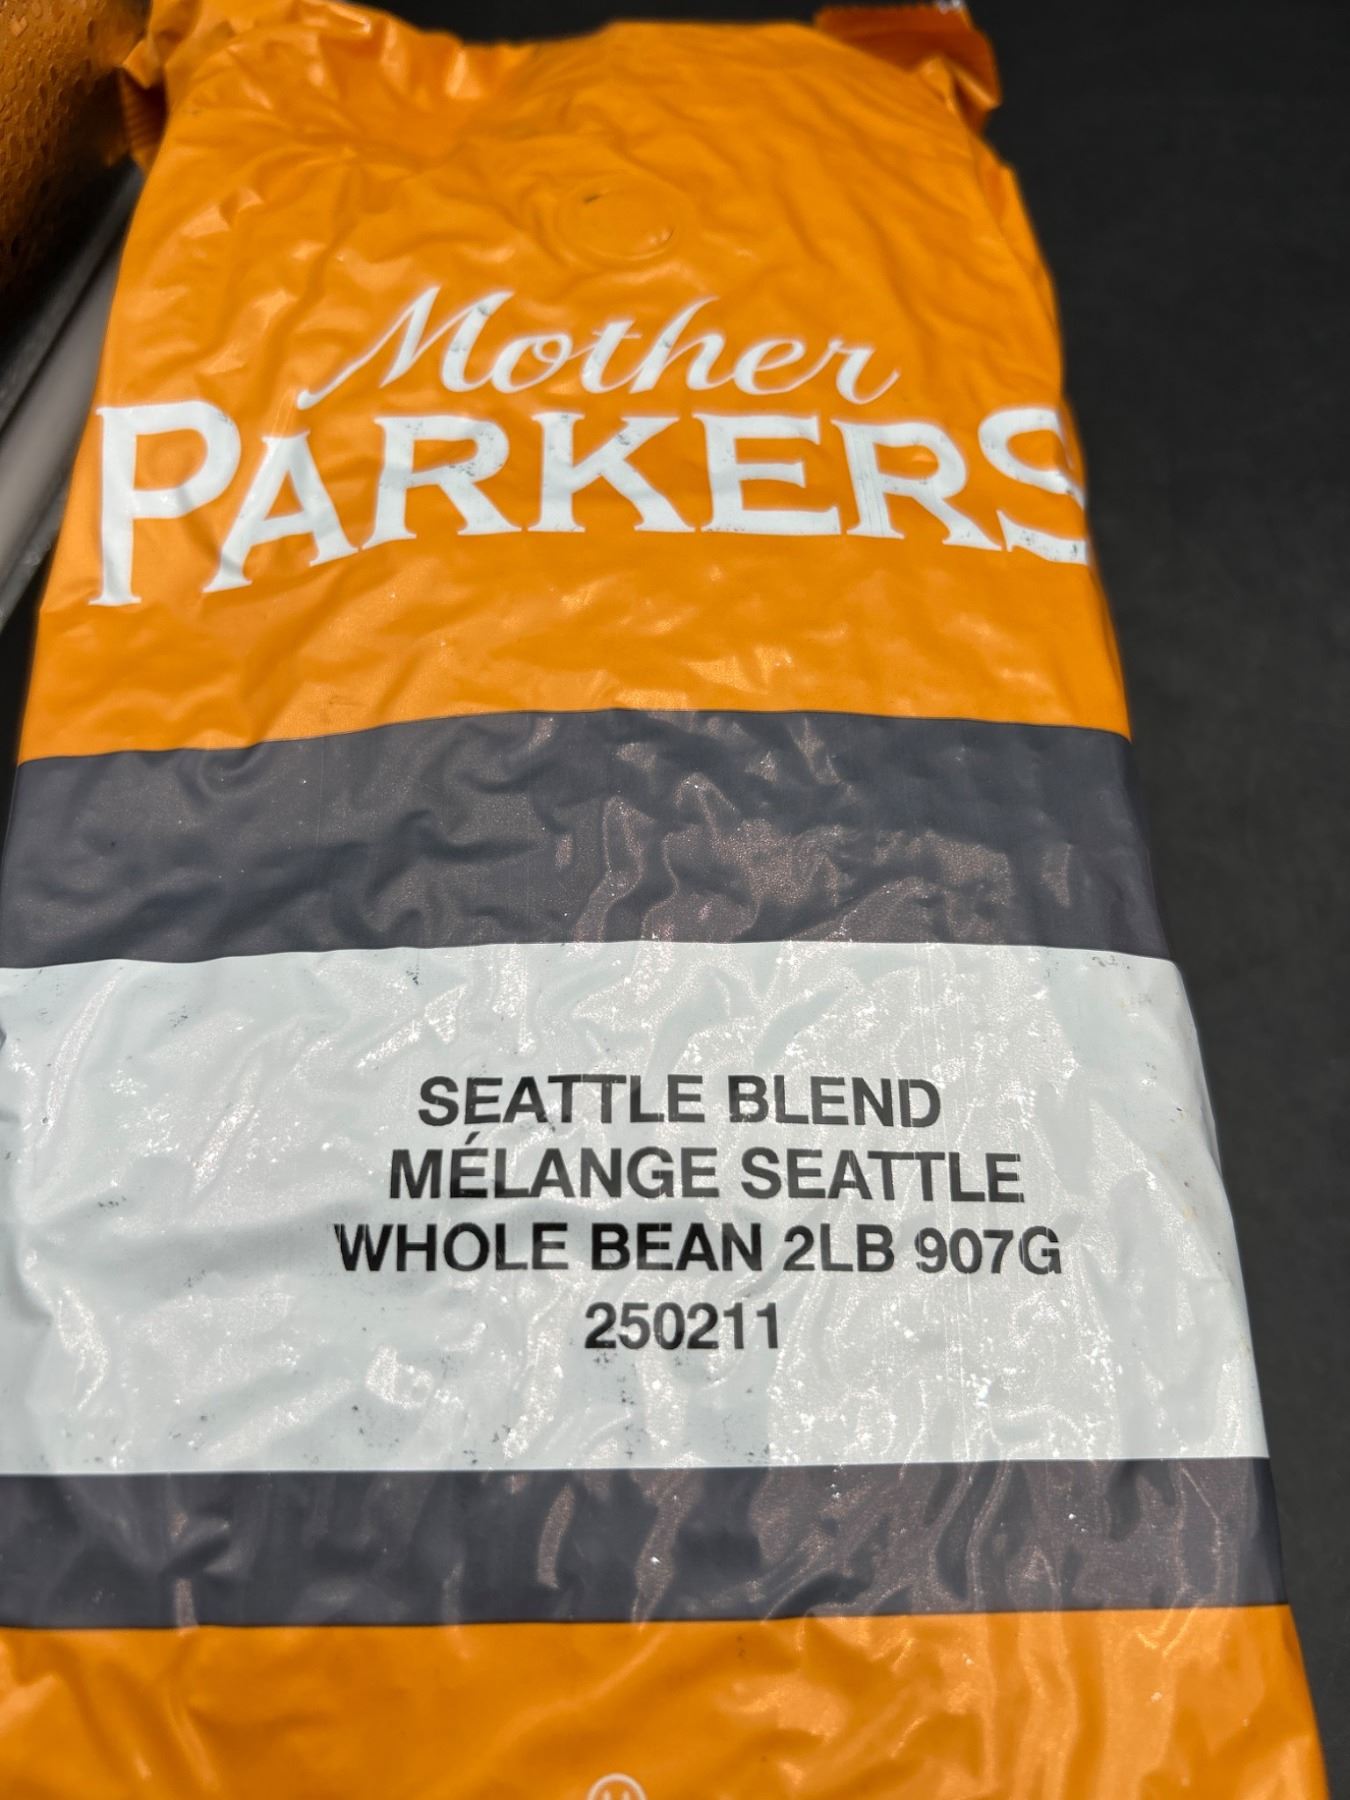 Mother
PARKERS
SEATTLE BLEND
MÉLANGE SEATTLE
WHOLE BEAN 2LB 907G
250211